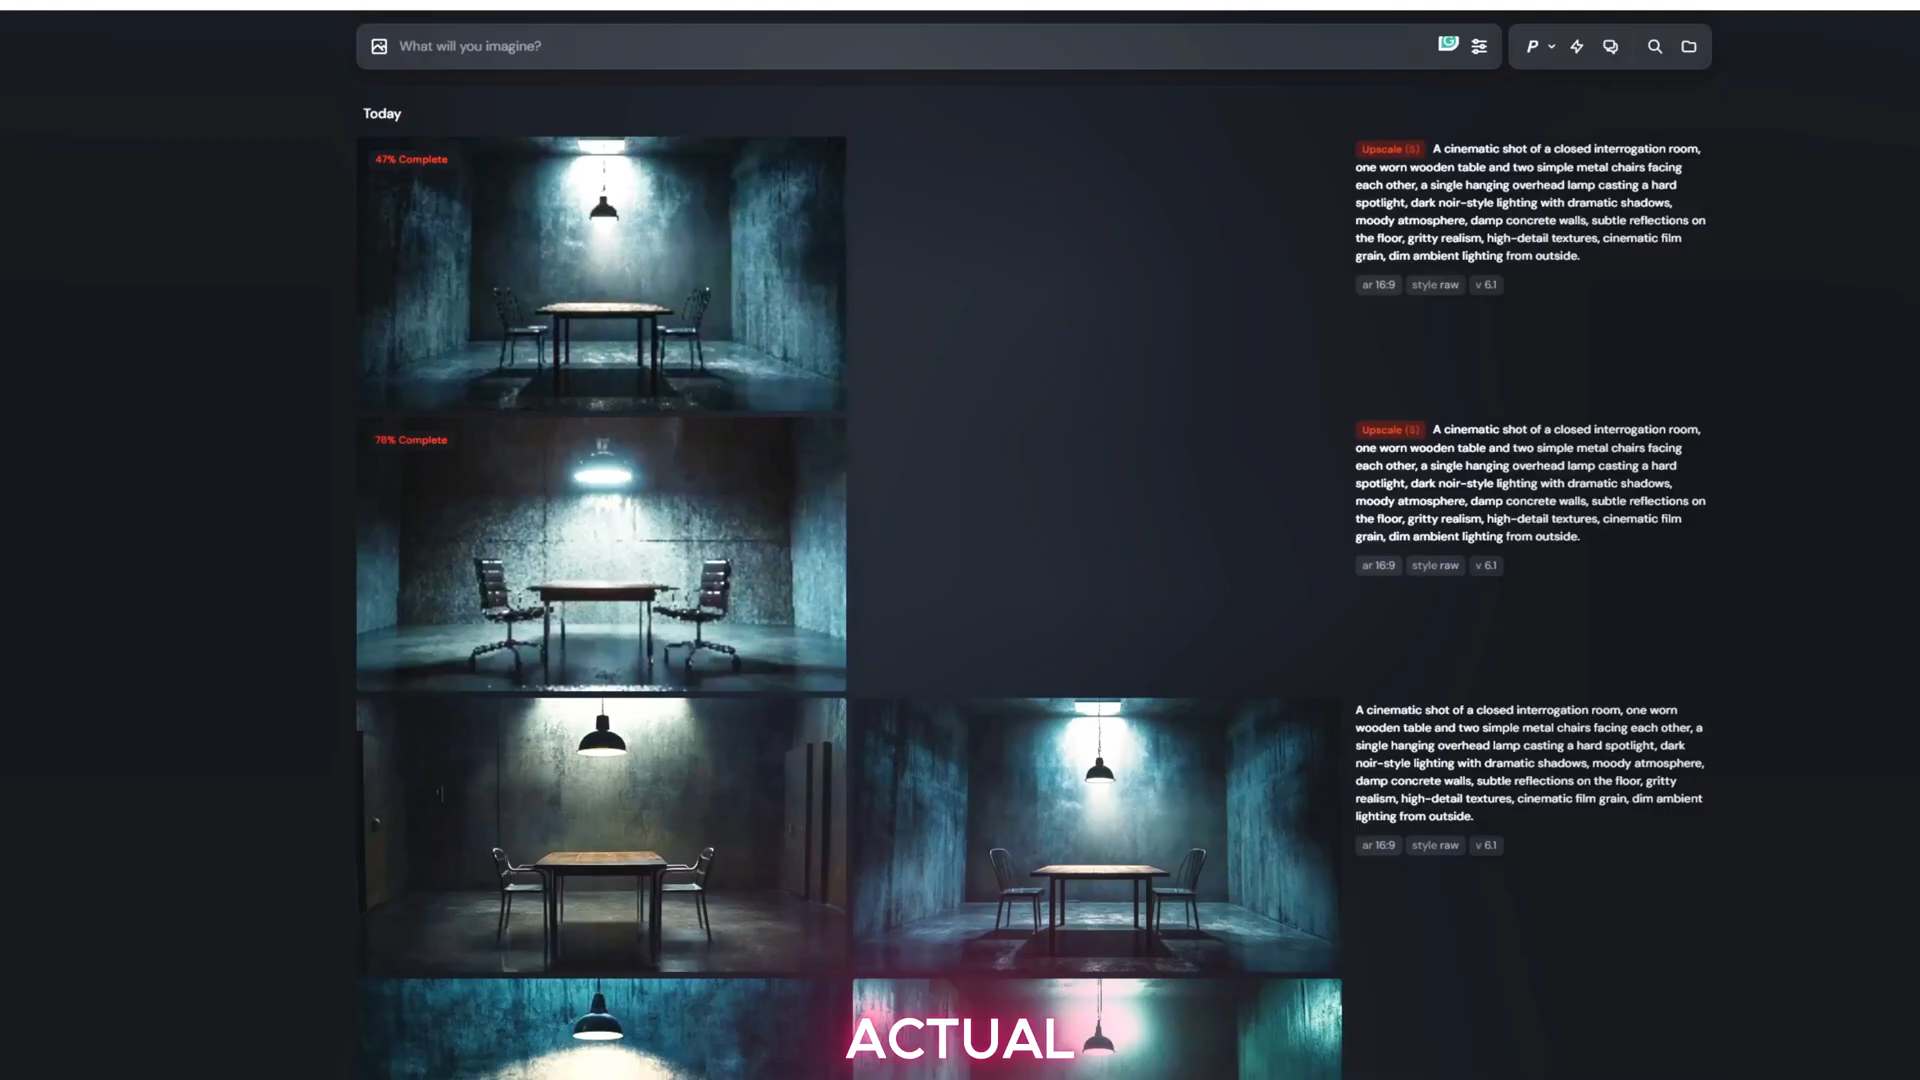 What will you imagine?
P
Today
47% Complete
Upscale (S) A cinematic shot of a closed interrogation room,
one worn wooden table and two simple metal chairs facing
each other, a single hanging overhead lamp casting a hard
spotlight, dark noir-style lighting with dramatic shadows,
moody atmosphere, damp concrete walls, subtle reflections on
the floor, gritty realism, high-detail textures, cinematic film
grain, dim ambient lighting from outside.
ar 16:9 style raw v 6.1
78% Complete
Upscale (S) A cinematic shot of a closed interrogation room,
one worn wooden table and two simple metal chairs facing
each other, a single hanging overhead lamp casting a hard
spotlight, dark noir-style lighting with dramatic shadows,
moody atmosphere, damp concrete walls, subtle reflections on
the floor, gritty realism, high-detail textures, cinematic film
grain, dim ambient lighting from outside.
ar 16:9 style raw v 6.1
A cinematic shot of a closed interrogation room, one worn
wooden table and two simple metal chairs facing each other, a
single hanging overhead lamp casting a hard spotlight, dark
noir-style lighting with dramatic shadows, moody atmosphere,
damp concrete walls, subtle reflections on the floor, gritty
realism, high-detail textures, cinematic film grain, dim ambient
lighting from outside.
ar 16:9 style raw v 6.1
ACTUAL